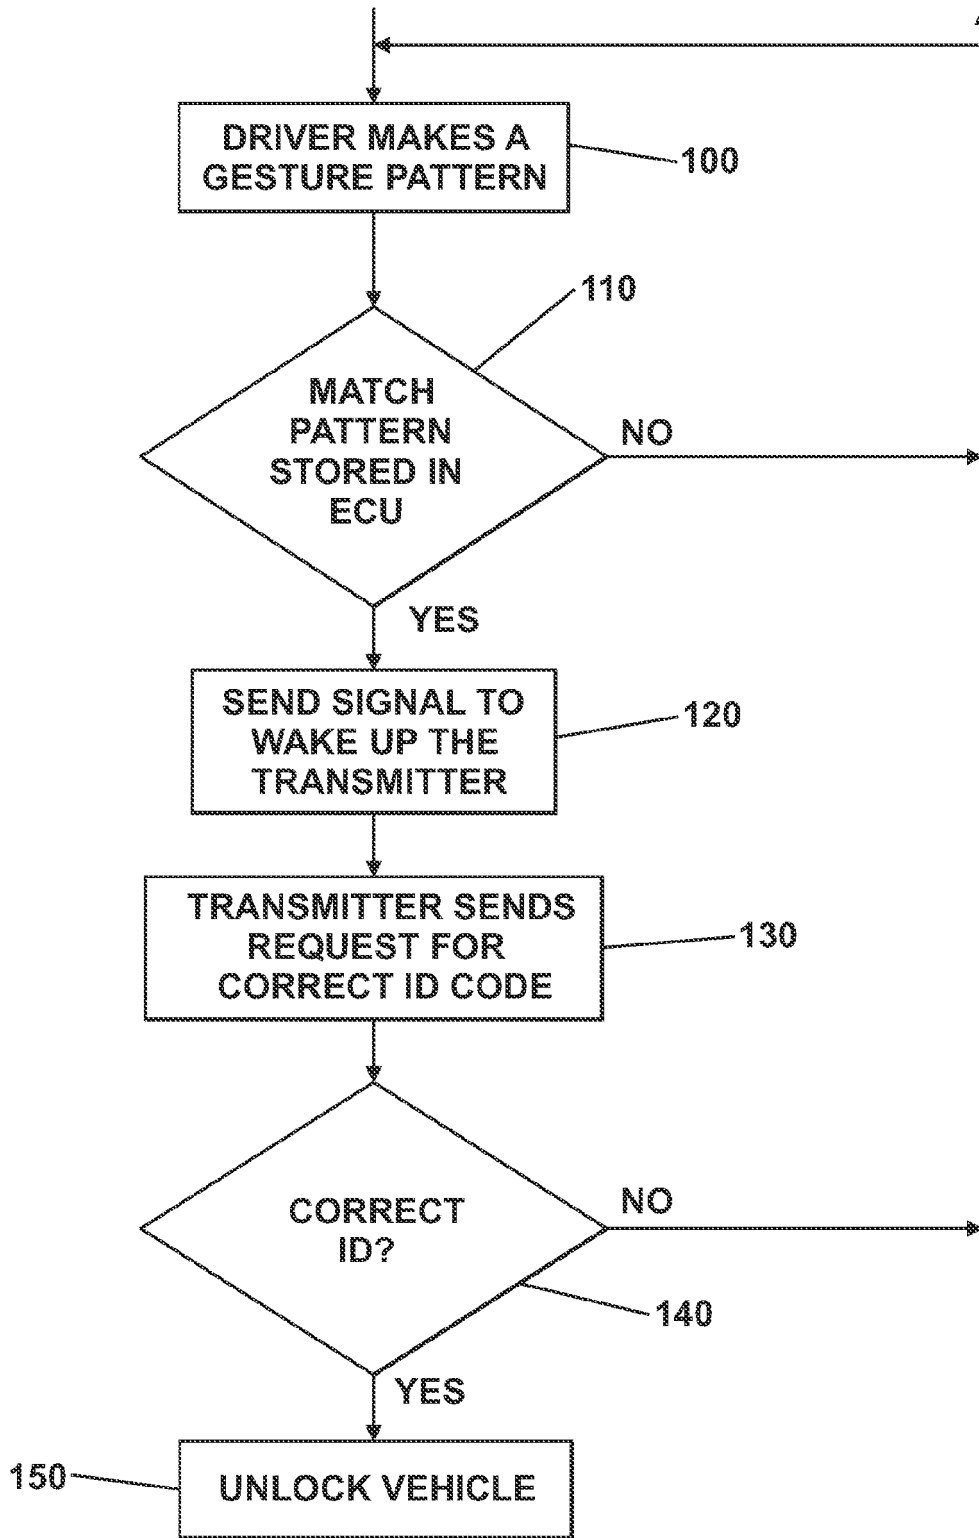 DRIVER MAKES A
GESTURE PATTERN
100
110
MATCH
PATTERN
STORED IN
ECU
NO
YES
SEND SIGNAL TO
WAKE UP THE
TRANSMITTER
120
TRANSMITTER SENDS
REQUEST FOR
CORRECT ID CODE
130
CORRECT
ID?
NO
140
YES
150
UNLOCK VEHICLE